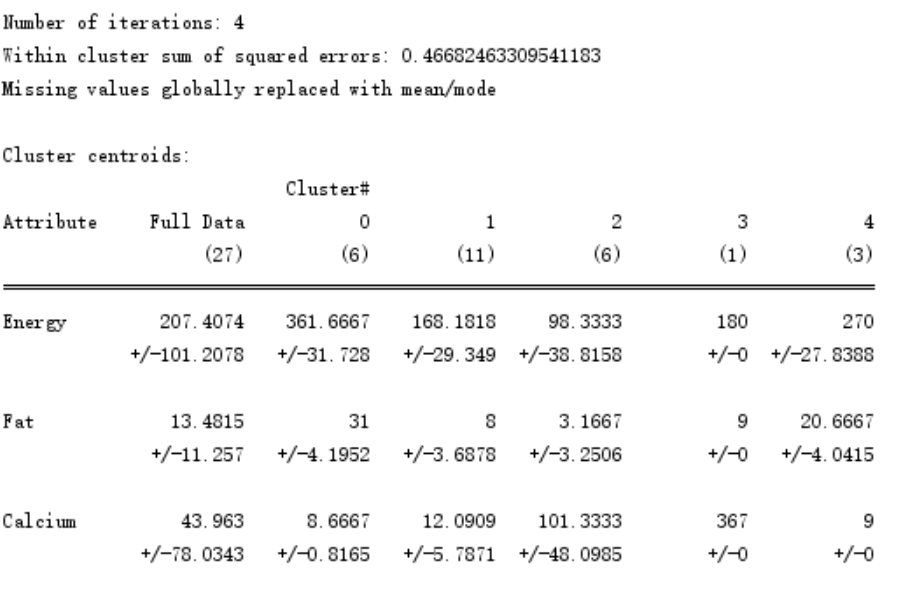 Number of iterations: 4
Within cluster sum of squared errors: 0.46682463309541183
Missing values globally replaced with mean/mode
Cluster centroids:
Cluster#
Attribute Full Data 0 1 2 3 4
(27) (6) (11) (6) (1) (3)
Energy 207.4074 361.6667 168.1818 98.3333 180 270
+/-101.2078 +/-31.728 +/-29.349 +/-38.8158 +/-0 +/-27.8388
Fat 13.4815 31 8 3.1667 9 20.6667
+/-11.257 +/-4.1952 +/-3.6878 +/-3.2506 +/-0 +/-4.0415
Calcium 43.963 8.6667 12.0909 101.3333 367 9
+/-78.0343 +/-0.8165 +/-5.7871 +/-48.0985 +/-0 +/-0